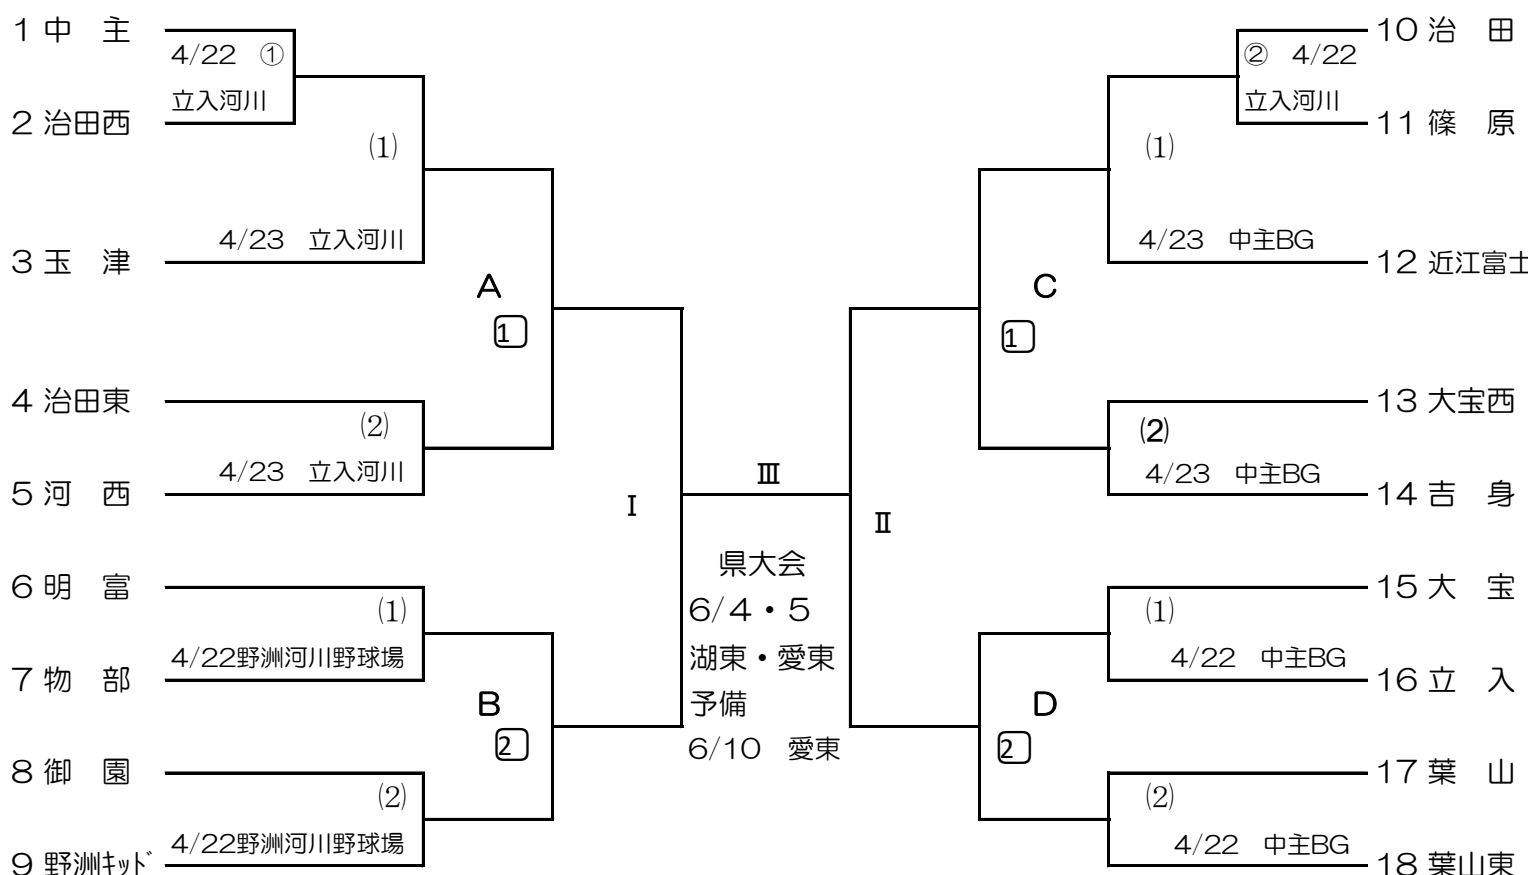 1 中　主
4/22　①
立入河川
2 治田西
(1)
4/23　立入河川
3 玉　津
A
1
4 治田東
(2)
4/23　立入河川
5 河　西
Ⅰ
6 明　富
(1)
4/22野洲河川野球場
7 物　部
B
2
8 御　園
(2)
4/22野洲河川野球場
9 野洲ｷｯﾄﾞ
Ⅲ
県大会
6/4・5
湖東・愛東
予備
6/10　愛東
10 治　田
②　4/22
立入河川
11 篠　原
(1)
4/23　中主BG
12 近江富士
C
1
13 大宝西
(2)
4/23　中主BG
14 吉　身
Ⅱ
15 大　宝
(1)
4/22　中主BG
16 立　入
D
2
17 葉　山
(2)
4/22　中主BG
18 葉山東